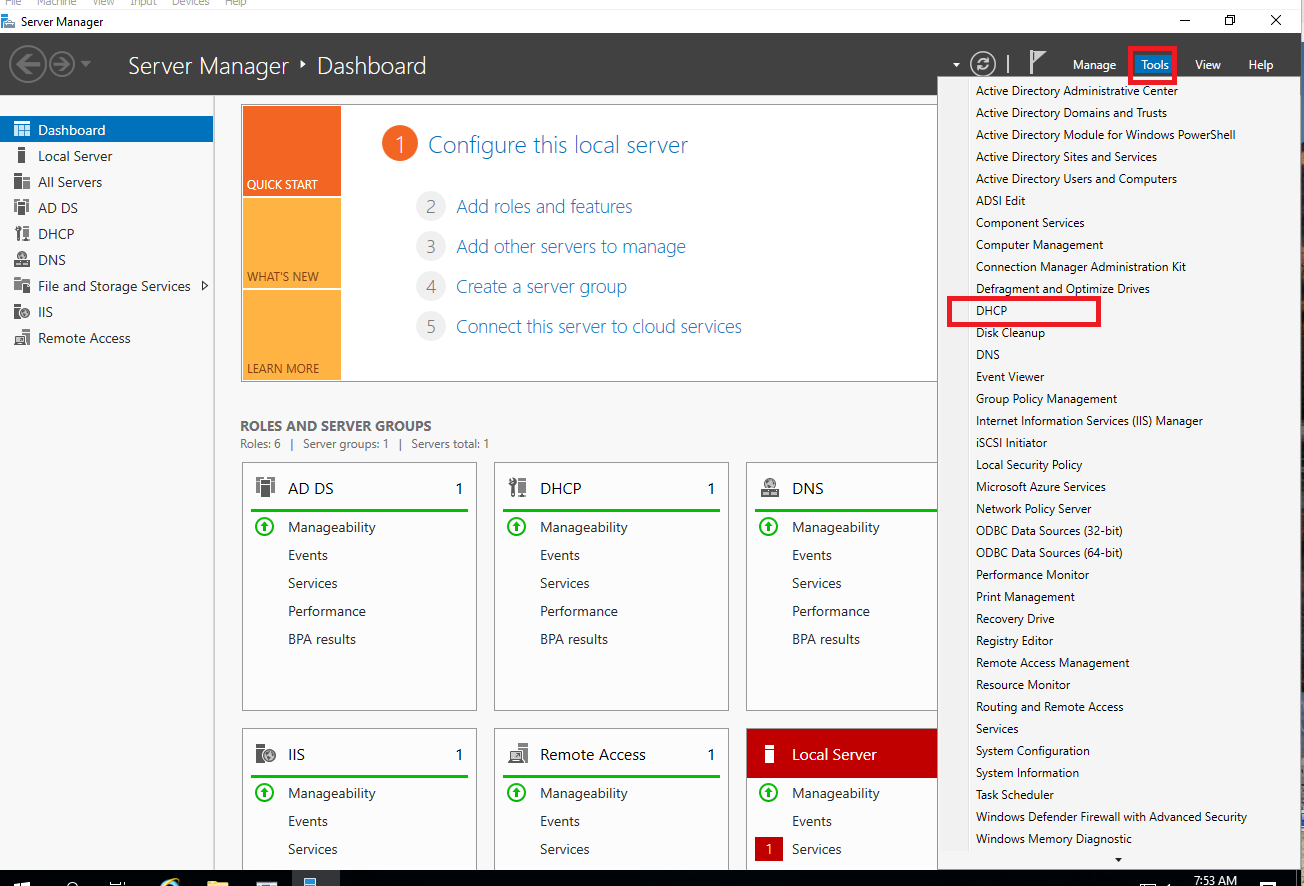 File Machine View Input Devices Help
Server Manager
Server Manager Dashboard
Manage Tools View Help
Dashboard
Local Server
All Servers
AD DS
DHCP
DNS
File and Storage Services
IIS
Remote Access
QUICK START
WHAT'S NEW
LEARN MORE
1 Configure this local server
2 Add roles and features
3 Add other servers to manage
4 Create a server group
5 Connect this server to cloud services
ROLES AND SERVER GROUPS
Roles: 6 | Server groups: 1 | Servers total: 1
AD DS 1
Manageability
Events
Services
Performance
BPA results
DHCP 1
Manageability
Events
Services
Performance
BPA results
DNS
Manageability
Events
Services
Performance
BPA results
IIS 1
Manageability
Events
Services
Remote Access 1
Manageability
Events
Services
Local Server
Manageability
Events
1 Services
Active Directory Administrative Center
Active Directory Domains and Trusts
Active Directory Module for Windows PowerShell
Active Directory Sites and Services
Active Directory Users and Computers
ADSI Edit
Component Services
Computer Management
Connection Manager Administration Kit
Defragment and Optimize Drives
DHCP
Disk Cleanup
DNS
Event Viewer
Group Policy Management
Internet Information Services (IIS) Manager
iSCSI Initiator
Local Security Policy
Microsoft Azure Services
Network Policy Server
ODBC Data Sources (32-bit)
ODBC Data Sources (64-bit)
Performance Monitor
Print Management
Recovery Drive
Registry Editor
Remote Access Management
Resource Monitor
Routing and Remote Access
Services
System Configuration
System Information
Task Scheduler
Windows Defender Firewall with Advanced Security
Windows Memory Diagnostic
7:53 AM